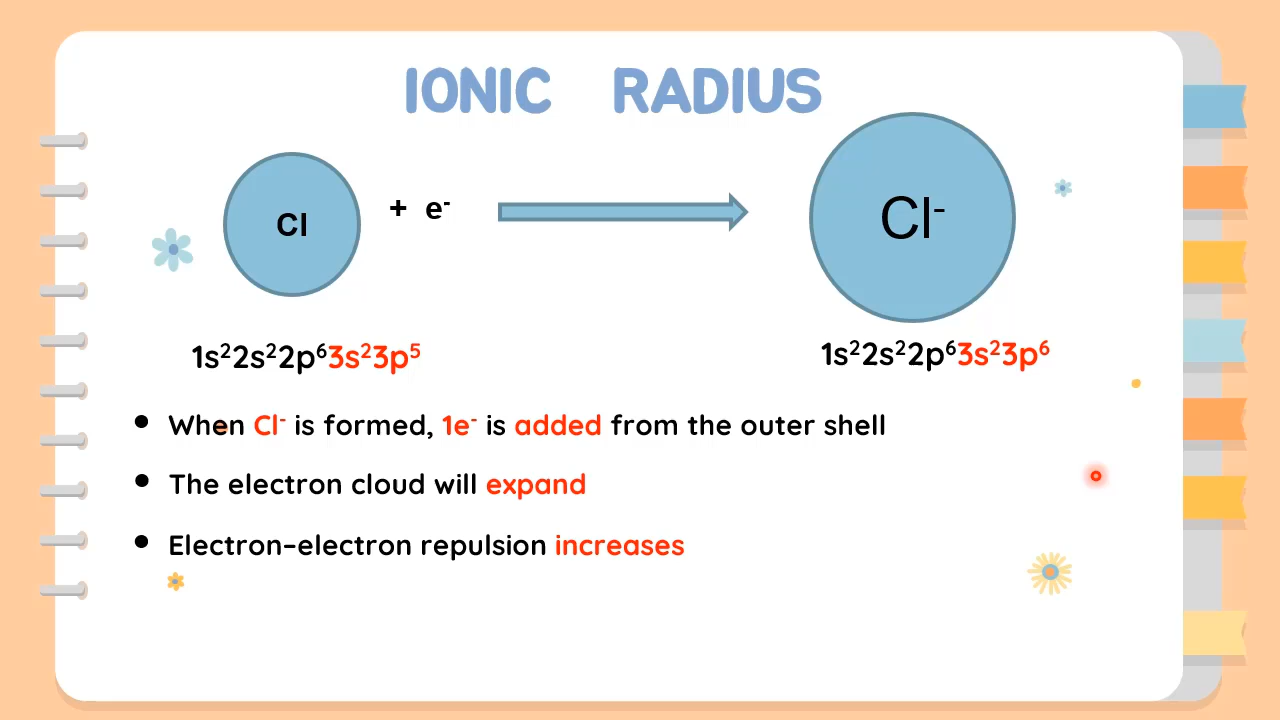 IONIC RADIUS
Cl + e⁻ Cl⁻
1s²2s²2p⁶3s²3p⁵ 1s²2s²2p⁶3s²3p⁶
• When Cl⁻ is formed, 1e⁻ is added from the outer shell
• The electron cloud will expand
• Electron–electron repulsion increases